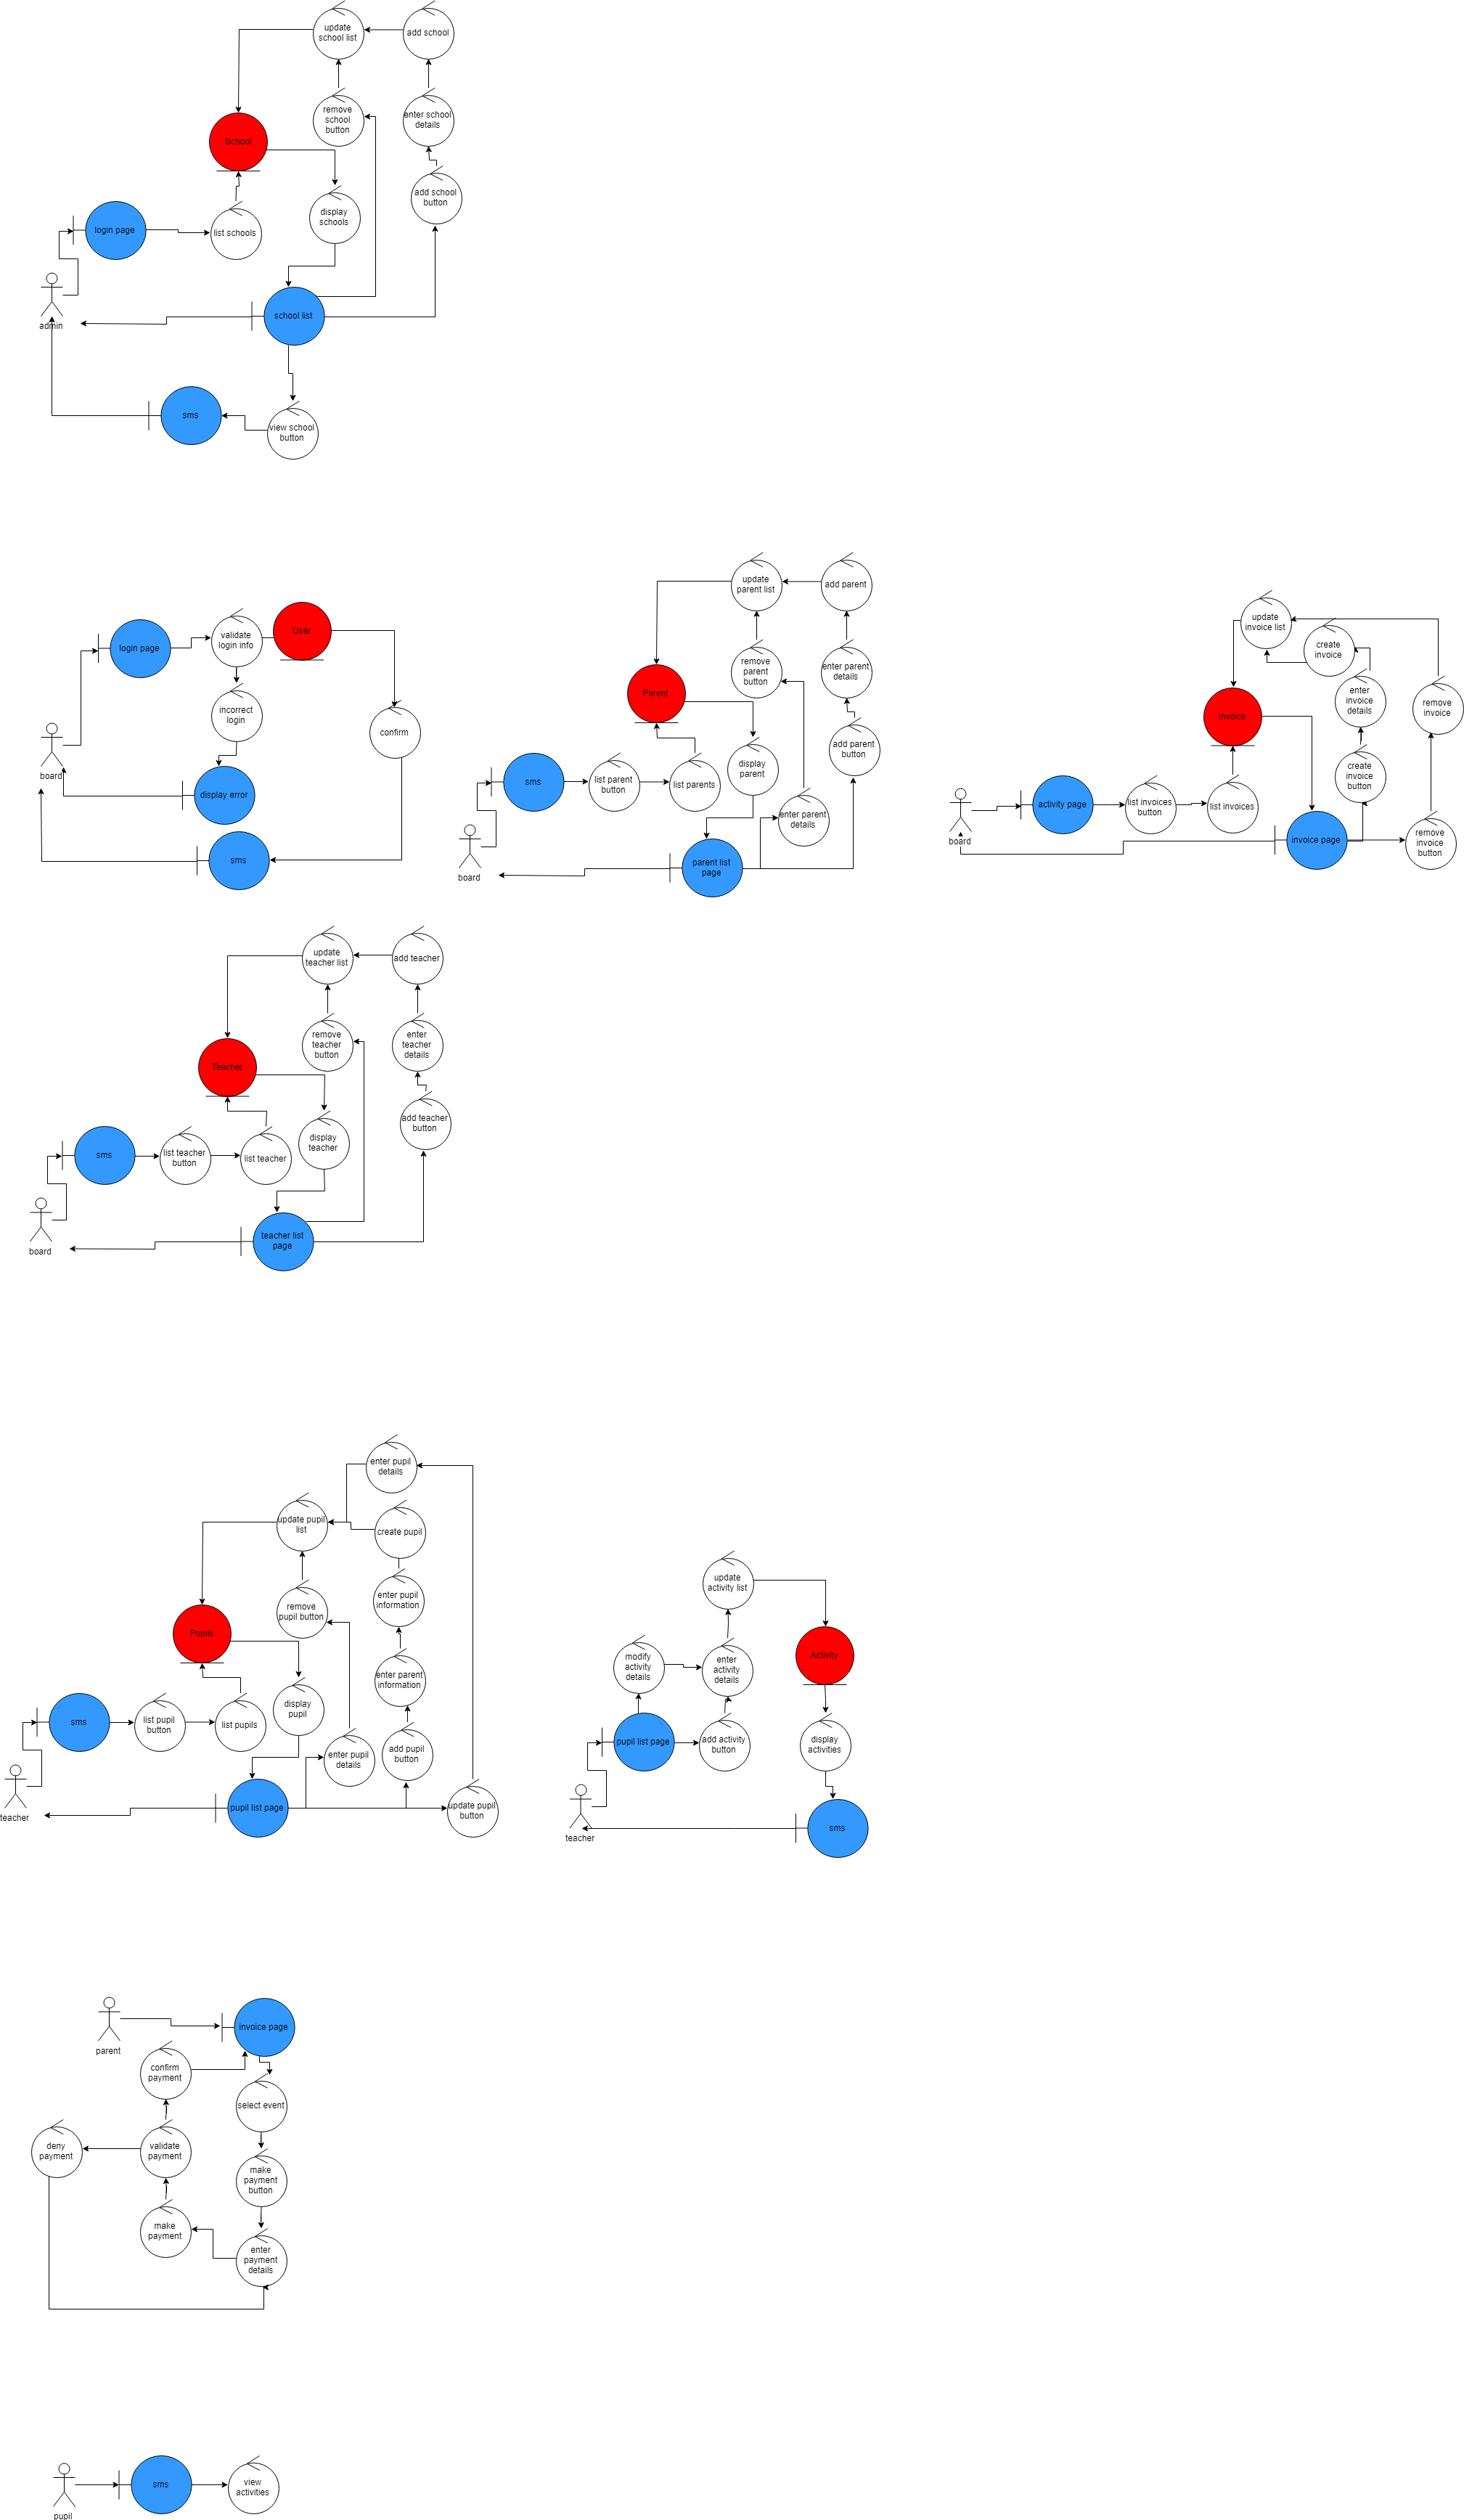 update
school list
add school
remove
school
button
enter school
details
School
add school
button
display
schools
login page
list schools
school list
admin
sms
view school
button
update
parent list
add parent
update
invoice list
create
invoice
User
validate
login info
login page
remove
parent
button
enter parent
details
Parent
enter
invoice
details
remove
invoice
invoice
incorrect
login
confirm
add parent
button
display
parent
board
sms
list parent
button
list parents
create
invoice
button
display error
activity page
list invoices
button
list invoices
enter parent
details
board
invoice page
remove
invoice
button
sms
parent list
page
board
update
teacher list
add teacher
remove
teacher
button
enter
teacher
details
Teacher
add teacher
button
display
teacher
sms
list teacher
button
list teacher
teacher list
page
board
enter pupil
details
update pupil
list
create pupil
update
activity list
enter pupil
information
remove
pupil button
Pupils
modify
activity
details
enter
activity
details
Activity
enter parent
information
display
pupil
sms
list pupil
button
list pupils
pupil list page
add activity
button
display
activities
enter pupil
details
add pupil
button
teacher
pupil list page
update pupil
button
teacher
sms
invoice page
parent
confirm
payment
select event
deny
payment
validate
payment
make
payment
button
make
payment
enter
payment
details
sms
view
activities
pupil